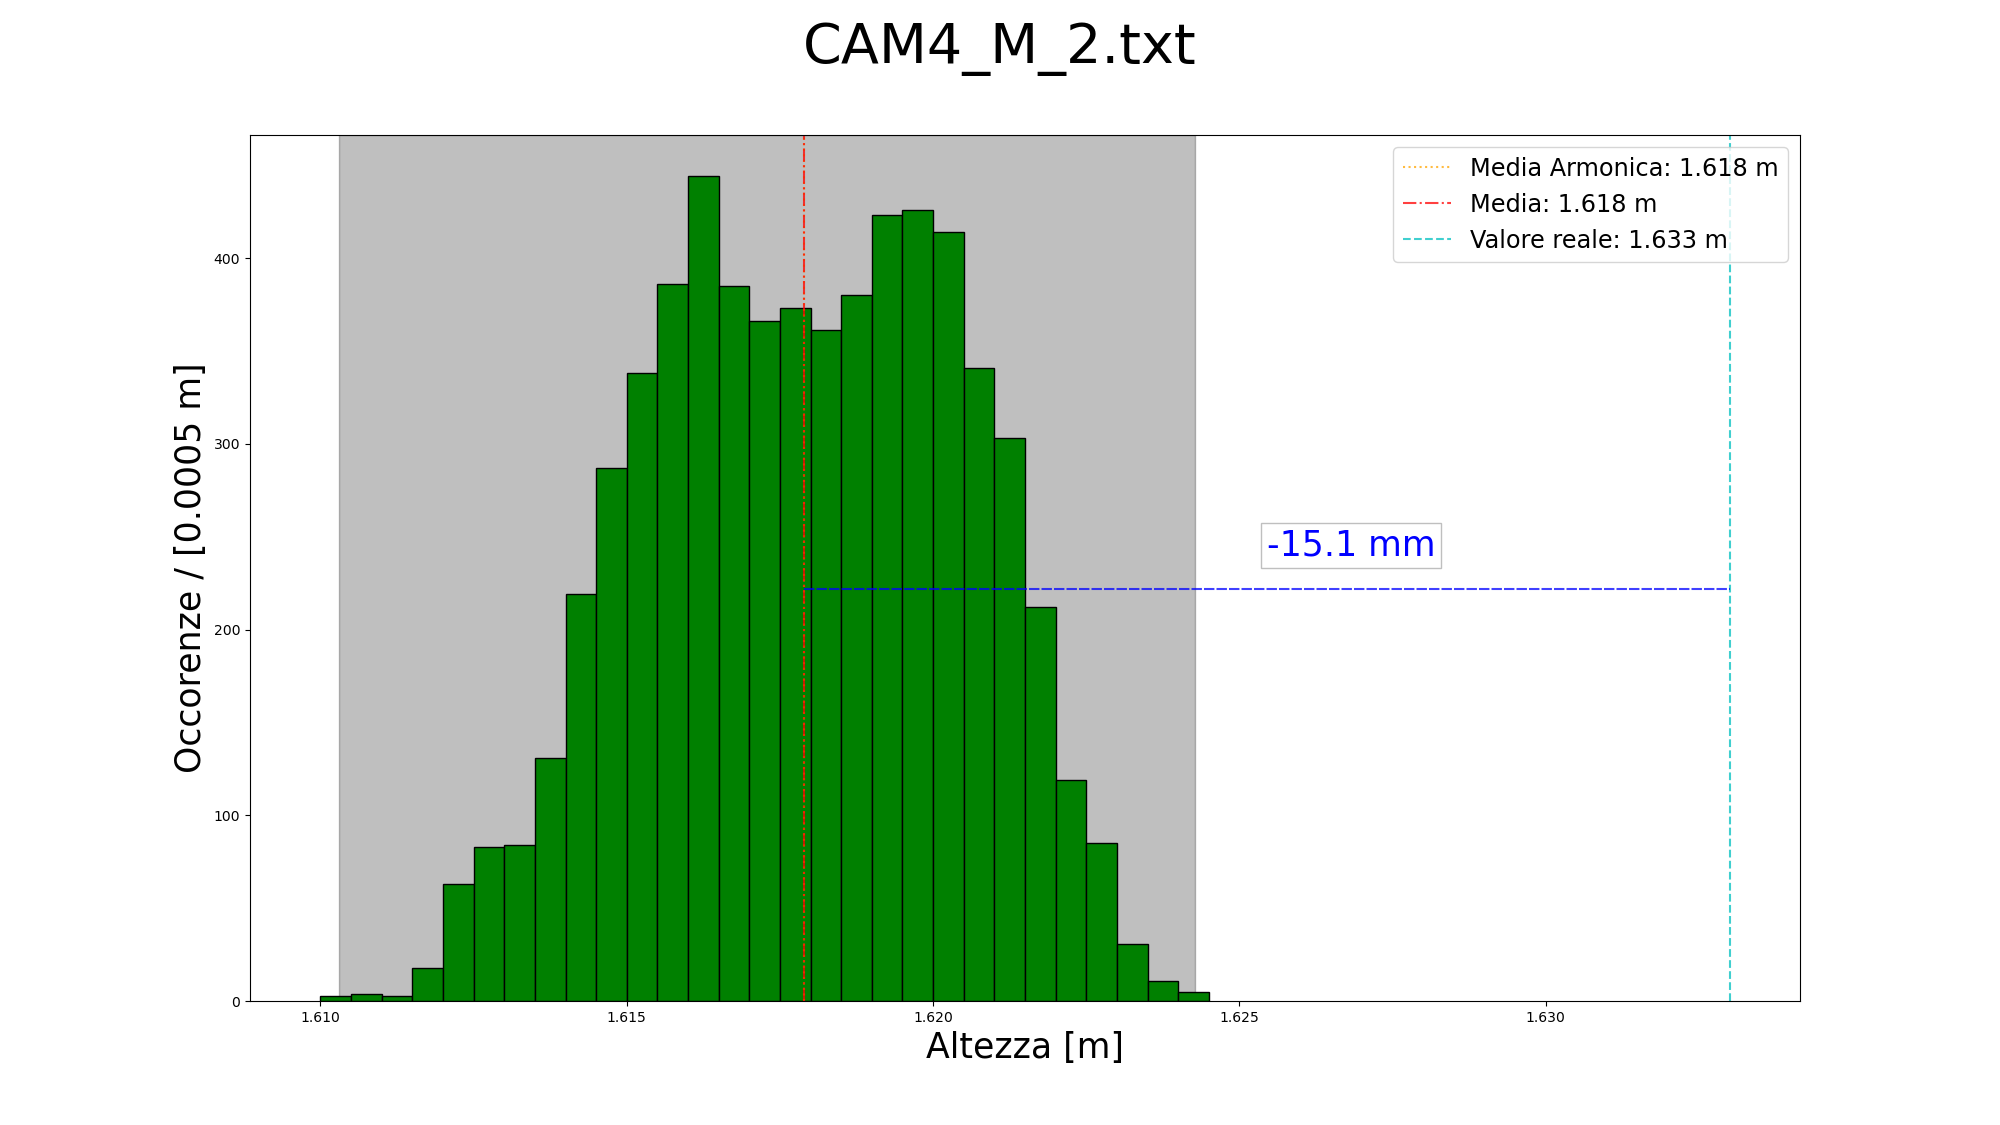 CAM4_M_2.txt
Media Armonica: 1.618 m
Media: 1.618 m
Valore reale: 1.633 m
-15.1 mm
Occorenze / [0.0005 m]
400
300
200
100
0
1.610 1.615 1.620 1.625 1.630
Altezza [m]